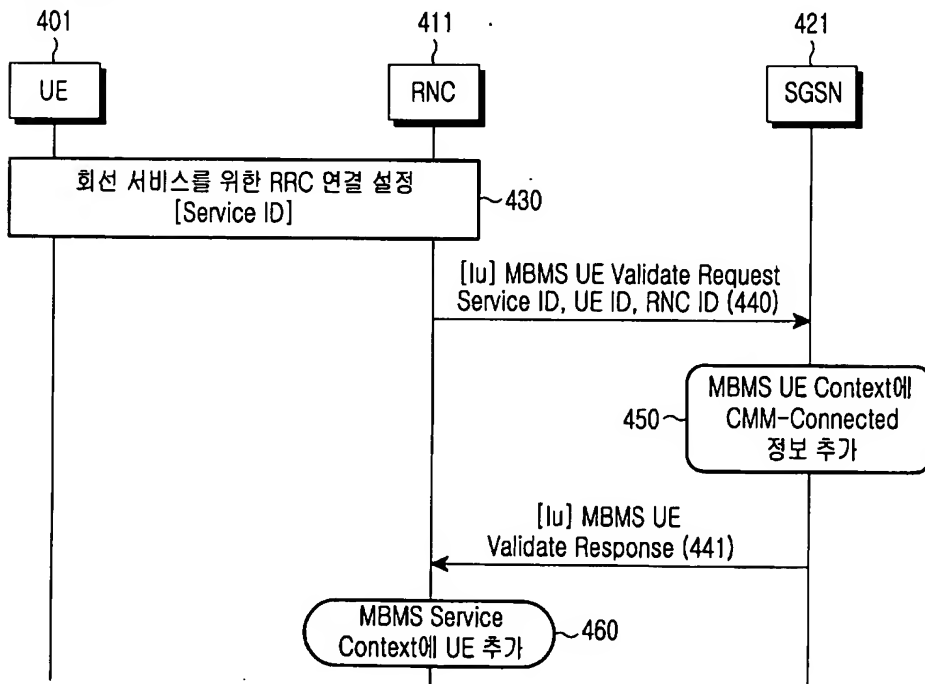 401
411
421
UE
RNC
SGSN
회선 서비스를 위한 RRC 연결 설정
[Service ID]
430
[Iu] MBMS UE Validate Request
Service ID, UE ID, RNC ID (440)
MBMS UE Context에
CMM-Connected
정보 추가
450
[Iu] MBMS UE
Validate Response (441)
MBMS Service
Context에 UE 추가
460